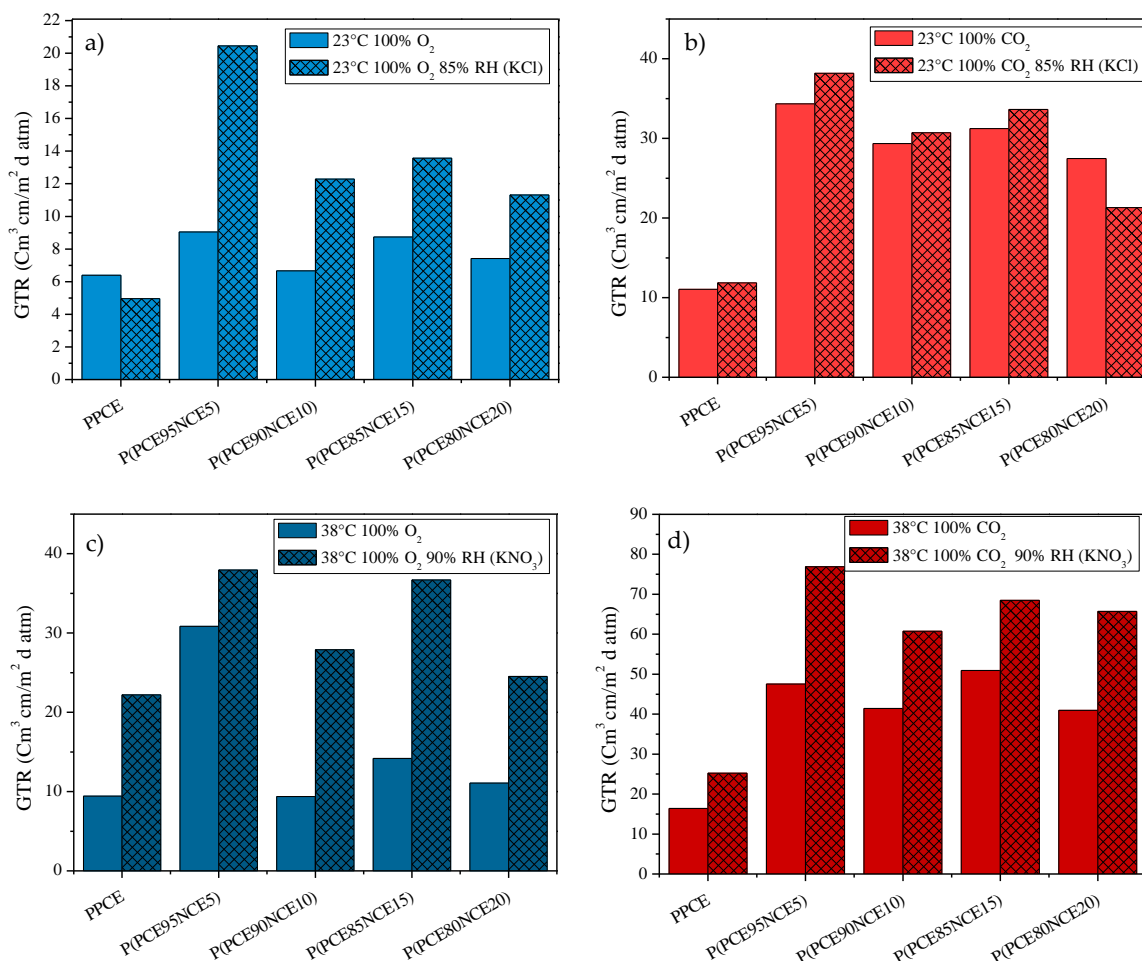 a)
23°C 100% O₂
23°C 100% O₂ 85% RH (KCl)
GTR (Cm³ cm/m² d atm)
22
20
18
16
14
12
10
8
6
4
2
0
PPCE
P(PCE95NCE5)
P(PCE90NCE10)
P(PCE85NCE15)
P(PCE80NCE20)
b)
23°C 100% CO₂
23°C 100% CO₂ 85% RH (KCl)
GTR (Cm³ cm/m² d atm)
40
30
20
10
0
PPCE
P(PCE95NCE5)
P(PCE90NCE10)
P(PCE85NCE15)
P(PCE80NCE20)
c)
38°C 100% O₂
38°C 100% O₂ 90% RH (KNO₃)
GTR (Cm³ cm/m² d atm)
40
30
20
10
0
PPCE
P(PCE95NCE5)
P(PCE90NCE10)
P(PCE85NCE15)
P(PCE80NCE20)
d)
38°C 100% CO₂
38°C 100% CO₂ 90% RH (KNO₃)
GTR (Cm³ cm/m² d atm)
90
80
70
60
50
40
30
20
10
0
PPCE
P(PCE95NCE5)
P(PCE90NCE10)
P(PCE85NCE15)
P(PCE80NCE20)